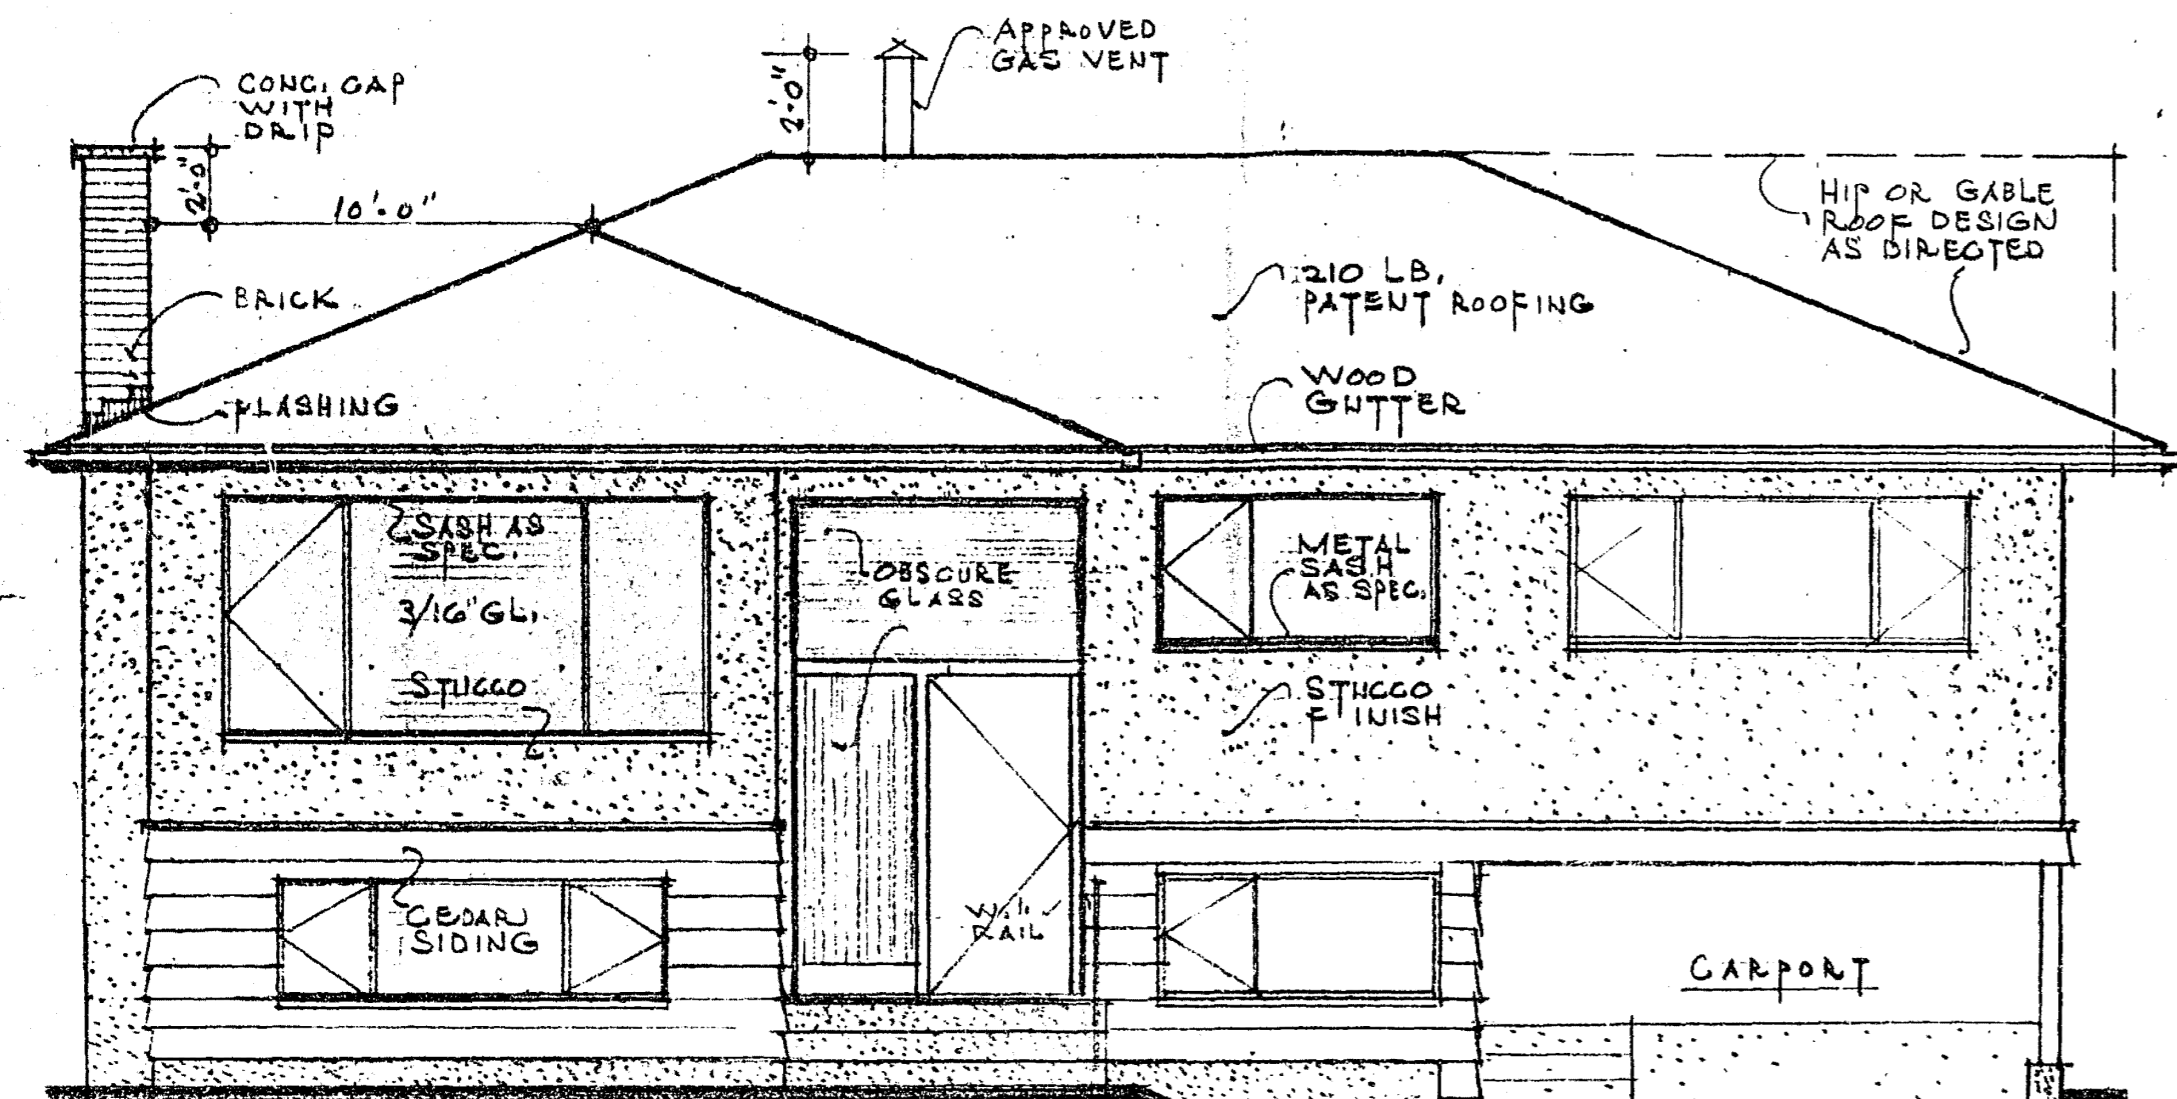 APPROVED
GAS VENT
CONC. CAP
WITH
DRIP
2'-0"
2'-0"
10'-0"
HIP OR GABLE
ROOF DESIGN
AS DIRECTED
210 LB.
PATENT ROOFING
BRICK
FLASHING
WOOD
GUTTER
SASH AS
SPEC.
3/16" GL.
STUCCO
OBSCURE
GLASS
METAL
SASH
AS SPEC.
STUCCO
FINISH
CEDAR
SIDING
W.I.
RAIL
CARPORT